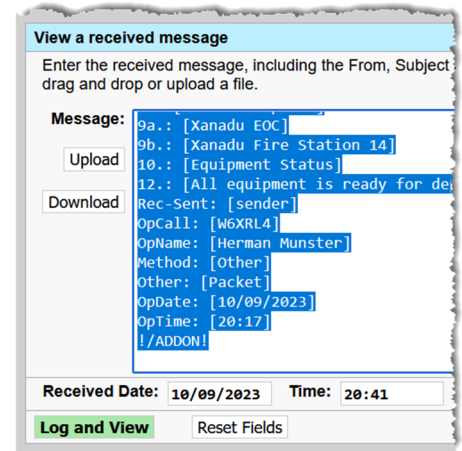 View a received message
Enter the received message, including the From, Subject
drag and drop or upload a file.
Message:
Upload
Download
9a.: [Xanadu EOC]
9b.: [Xanadu Fire Station 14]
10.: [Equipment Status]
12.: [All equipment is ready for de
Rec-Sent: [sender]
OpCall: [W6XRL4]
OpName: [Herman Munster]
Method: [Other]
Other: [Packet]
OpDate: [10/09/2023]
OpTime: [20:17]
!/ADDON!
Received Date: 10/09/2023 Time: 20:41
Log and View Reset Fields